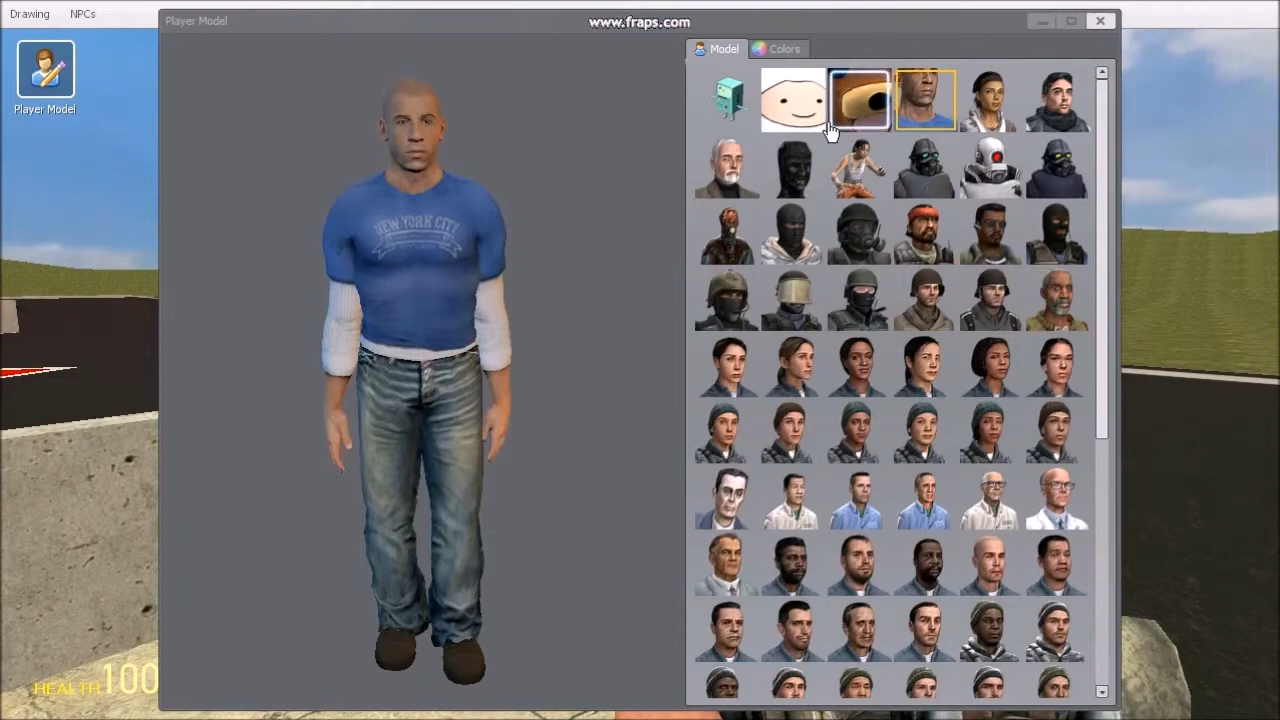 Drawing NPCs
Player Model
www.fraps.com
Model Colors
Player Model
NEW YORK CITY
HEALTH 100